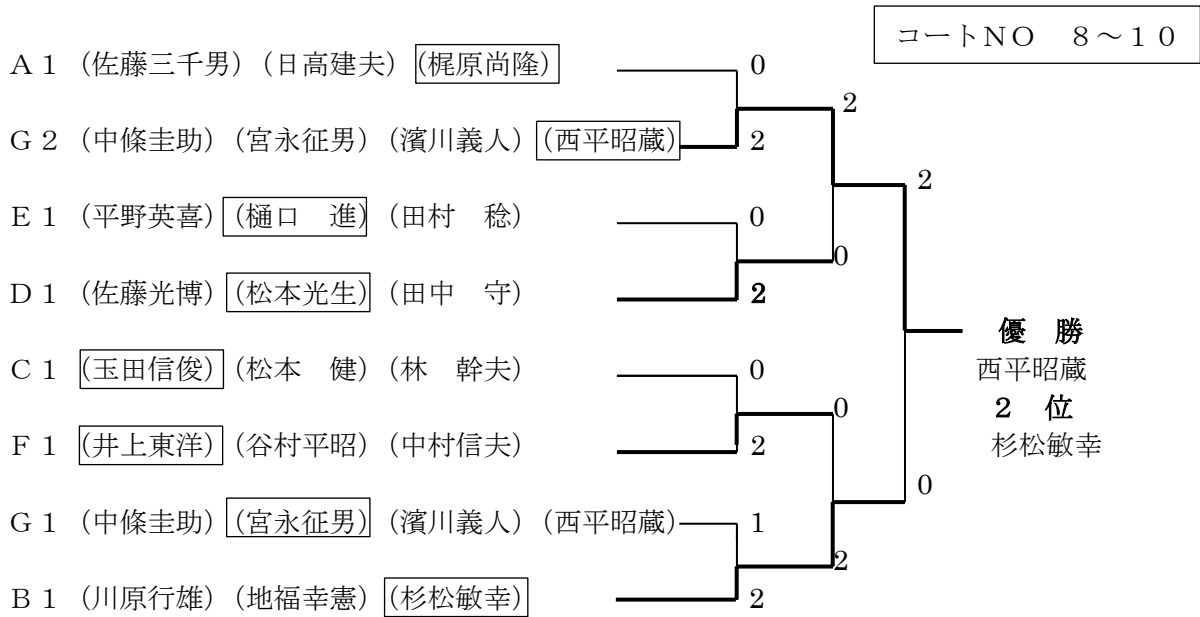 コートNO　8～10
A1（佐藤三千男）（日高建夫）（梶原尚隆） 0
2
G2（中條圭助）（宮永征男）（濱川義人）（西平昭蔵） 2
2
E1（平野英喜）（樋口　進）（田村　稔） 0
0
D1（佐藤光博）（松本光生）（田中　守） 2
優　勝
C1（玉田信俊）（松本　健）（林　幹夫） 0
西平昭蔵
2　位
0
F1（井上東洋）（谷村平昭）（中村信夫） 2
杉松敏幸
0
G1（中條圭助）（宮永征男）（濱川義人）（西平昭蔵） 1
2
B1（川原行雄）（地福幸憲）（杉松敏幸） 2